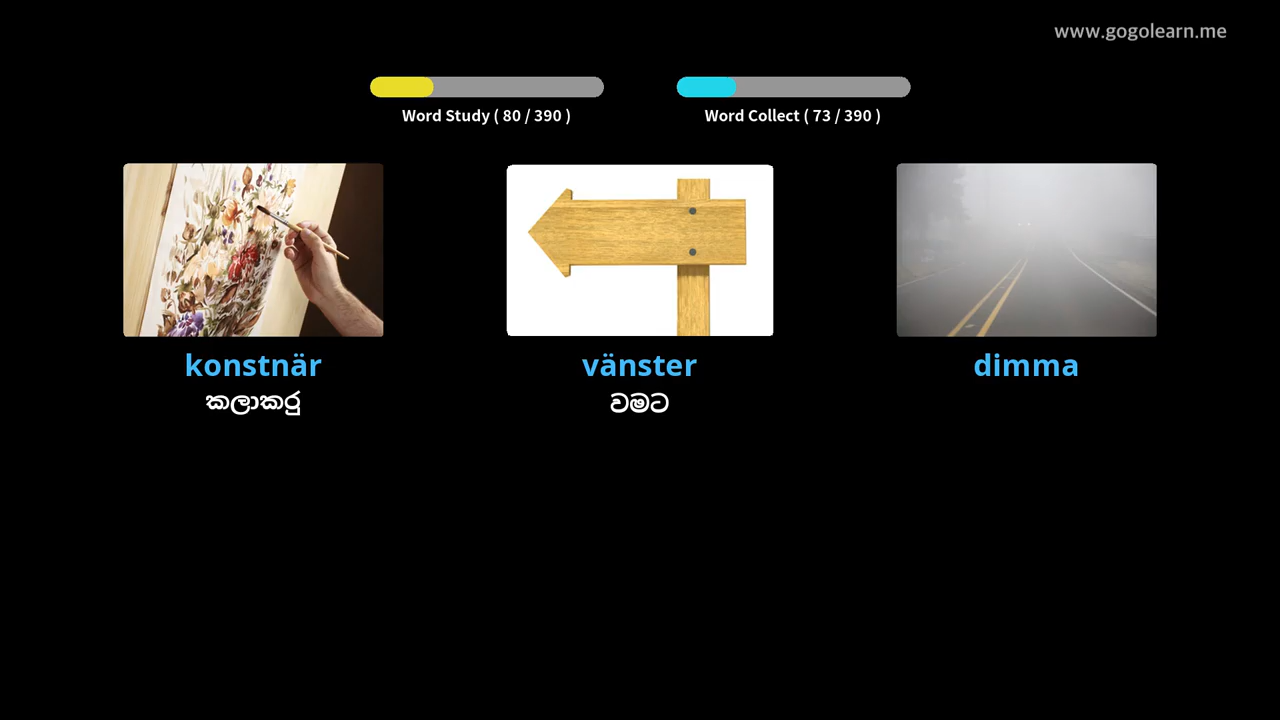 www.gogolearn.me
Word Study ( 80 / 390 )
Word Collect ( 73 / 390 )
konstnär
කලාකරු
vänster
වමට
dimma